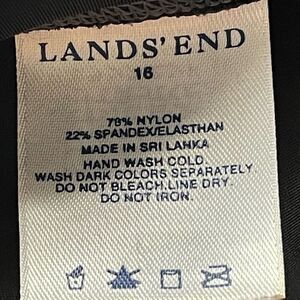 LANDS' END
16
78% NYLON
22% SPANDEX/ELASTHAN
MADE IN SRI LANKA
HAND WASH COLD.
WASH DARK COLORS SEPARATELY
DO NOT BLEACH.LINE DRY.
DO NOT IRON.